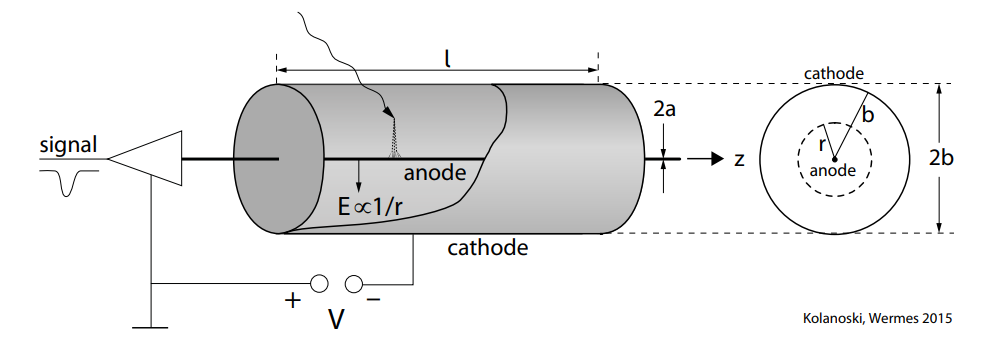 l
cathode
2a
signal
b
r
z
2b
anode
anode
E∝1/r
cathode
+
−
V
Kolanoski, Wermes 2015